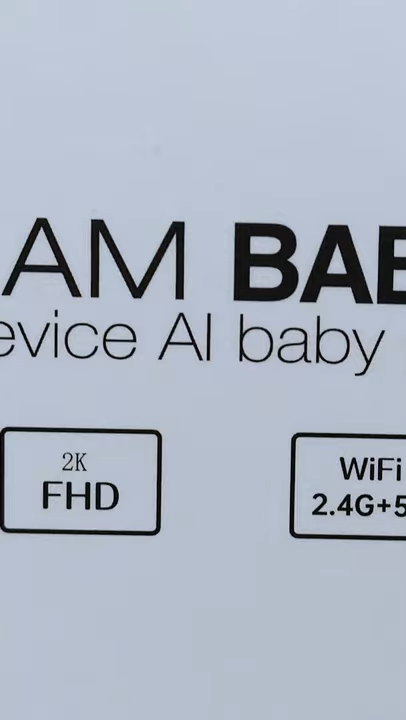 AM BAB
evice AI baby
2K
FHD
WiFi
2.4G+5